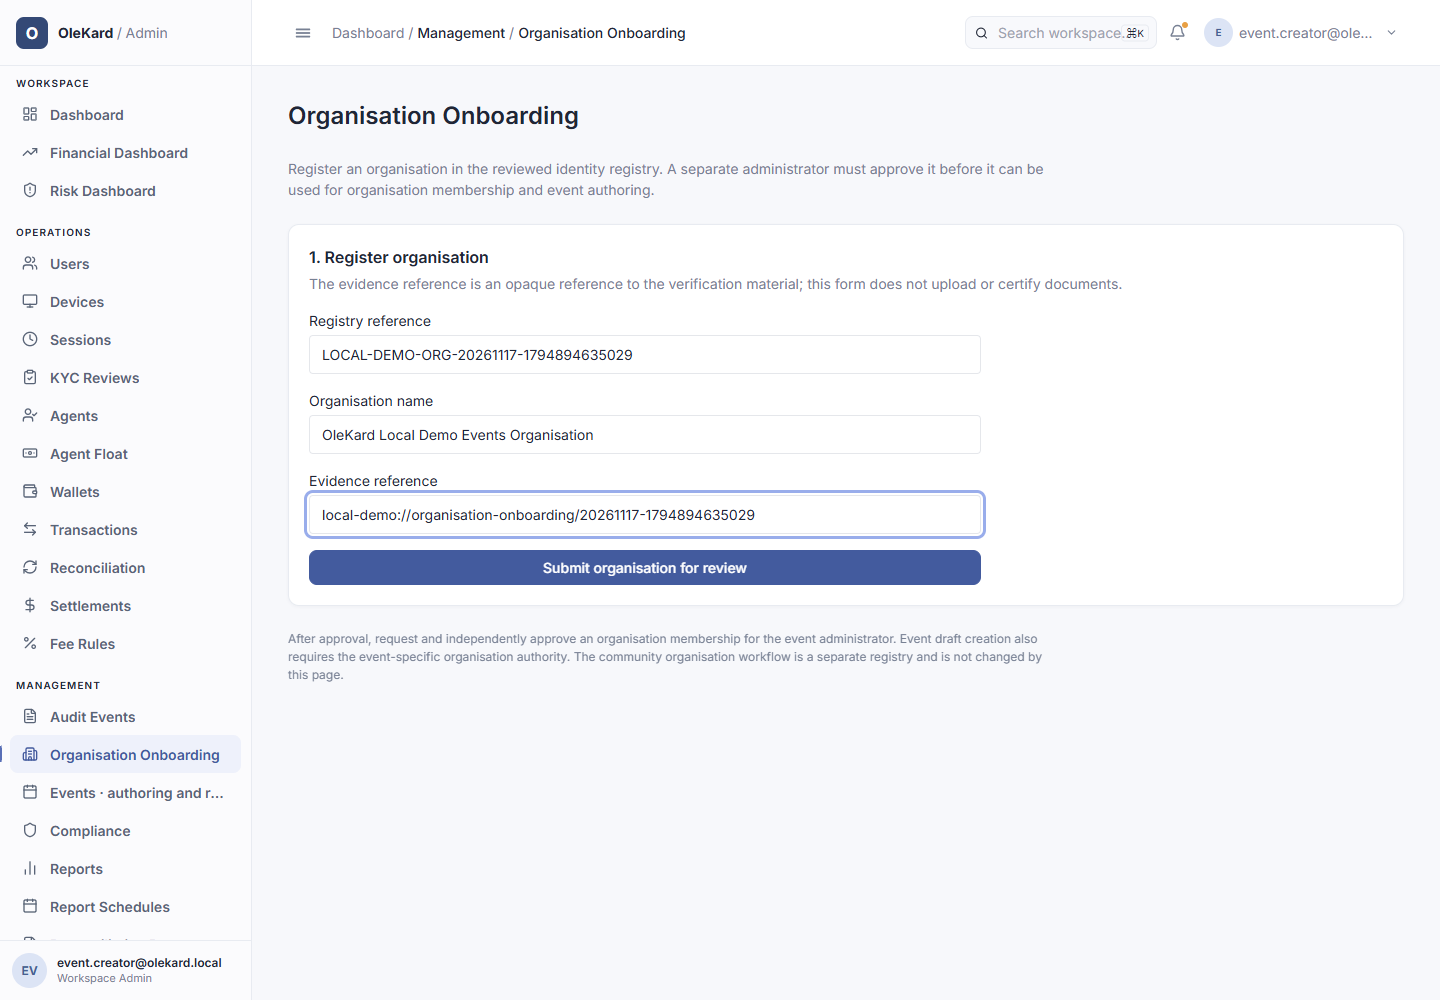 O OleKard / Admin
Dashboard / Management / Organisation Onboarding
Search workspace. ⌘K
E event.creator@ole...
WORKSPACE
Dashboard
Financial Dashboard
Risk Dashboard
OPERATIONS
Users
Devices
Sessions
KYC Reviews
Agents
Agent Float
Wallets
Transactions
Reconciliation
Settlements
Fee Rules
MANAGEMENT
Audit Events
Organisation Onboarding
Events · authoring and r...
Compliance
Reports
Report Schedules
EV event.creator@olekard.local
Workspace Admin
Organisation Onboarding
Register an organisation in the reviewed identity registry. A separate administrator must approve it before it can be
used for organisation membership and event authoring.
1. Register organisation
The evidence reference is an opaque reference to the verification material; this form does not upload or certify documents.
Registry reference
LOCAL-DEMO-ORG-20261117-1794894635029
Organisation name
OleKard Local Demo Events Organisation
Evidence reference
local-demo://organisation-onboarding/20261117-1794894635029
Submit organisation for review
After approval, request and independently approve an organisation membership for the event administrator. Event draft creation also
requires the event-specific organisation authority. The community organisation workflow is a separate registry and is not changed by
this page.